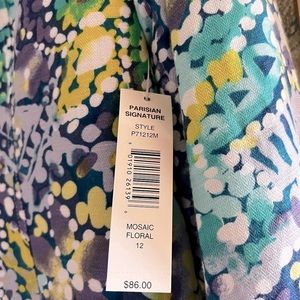 PARISIAN
SIGNATURE
STYLE
P71212M
MOSAIC
FLORAL
12
$86.00